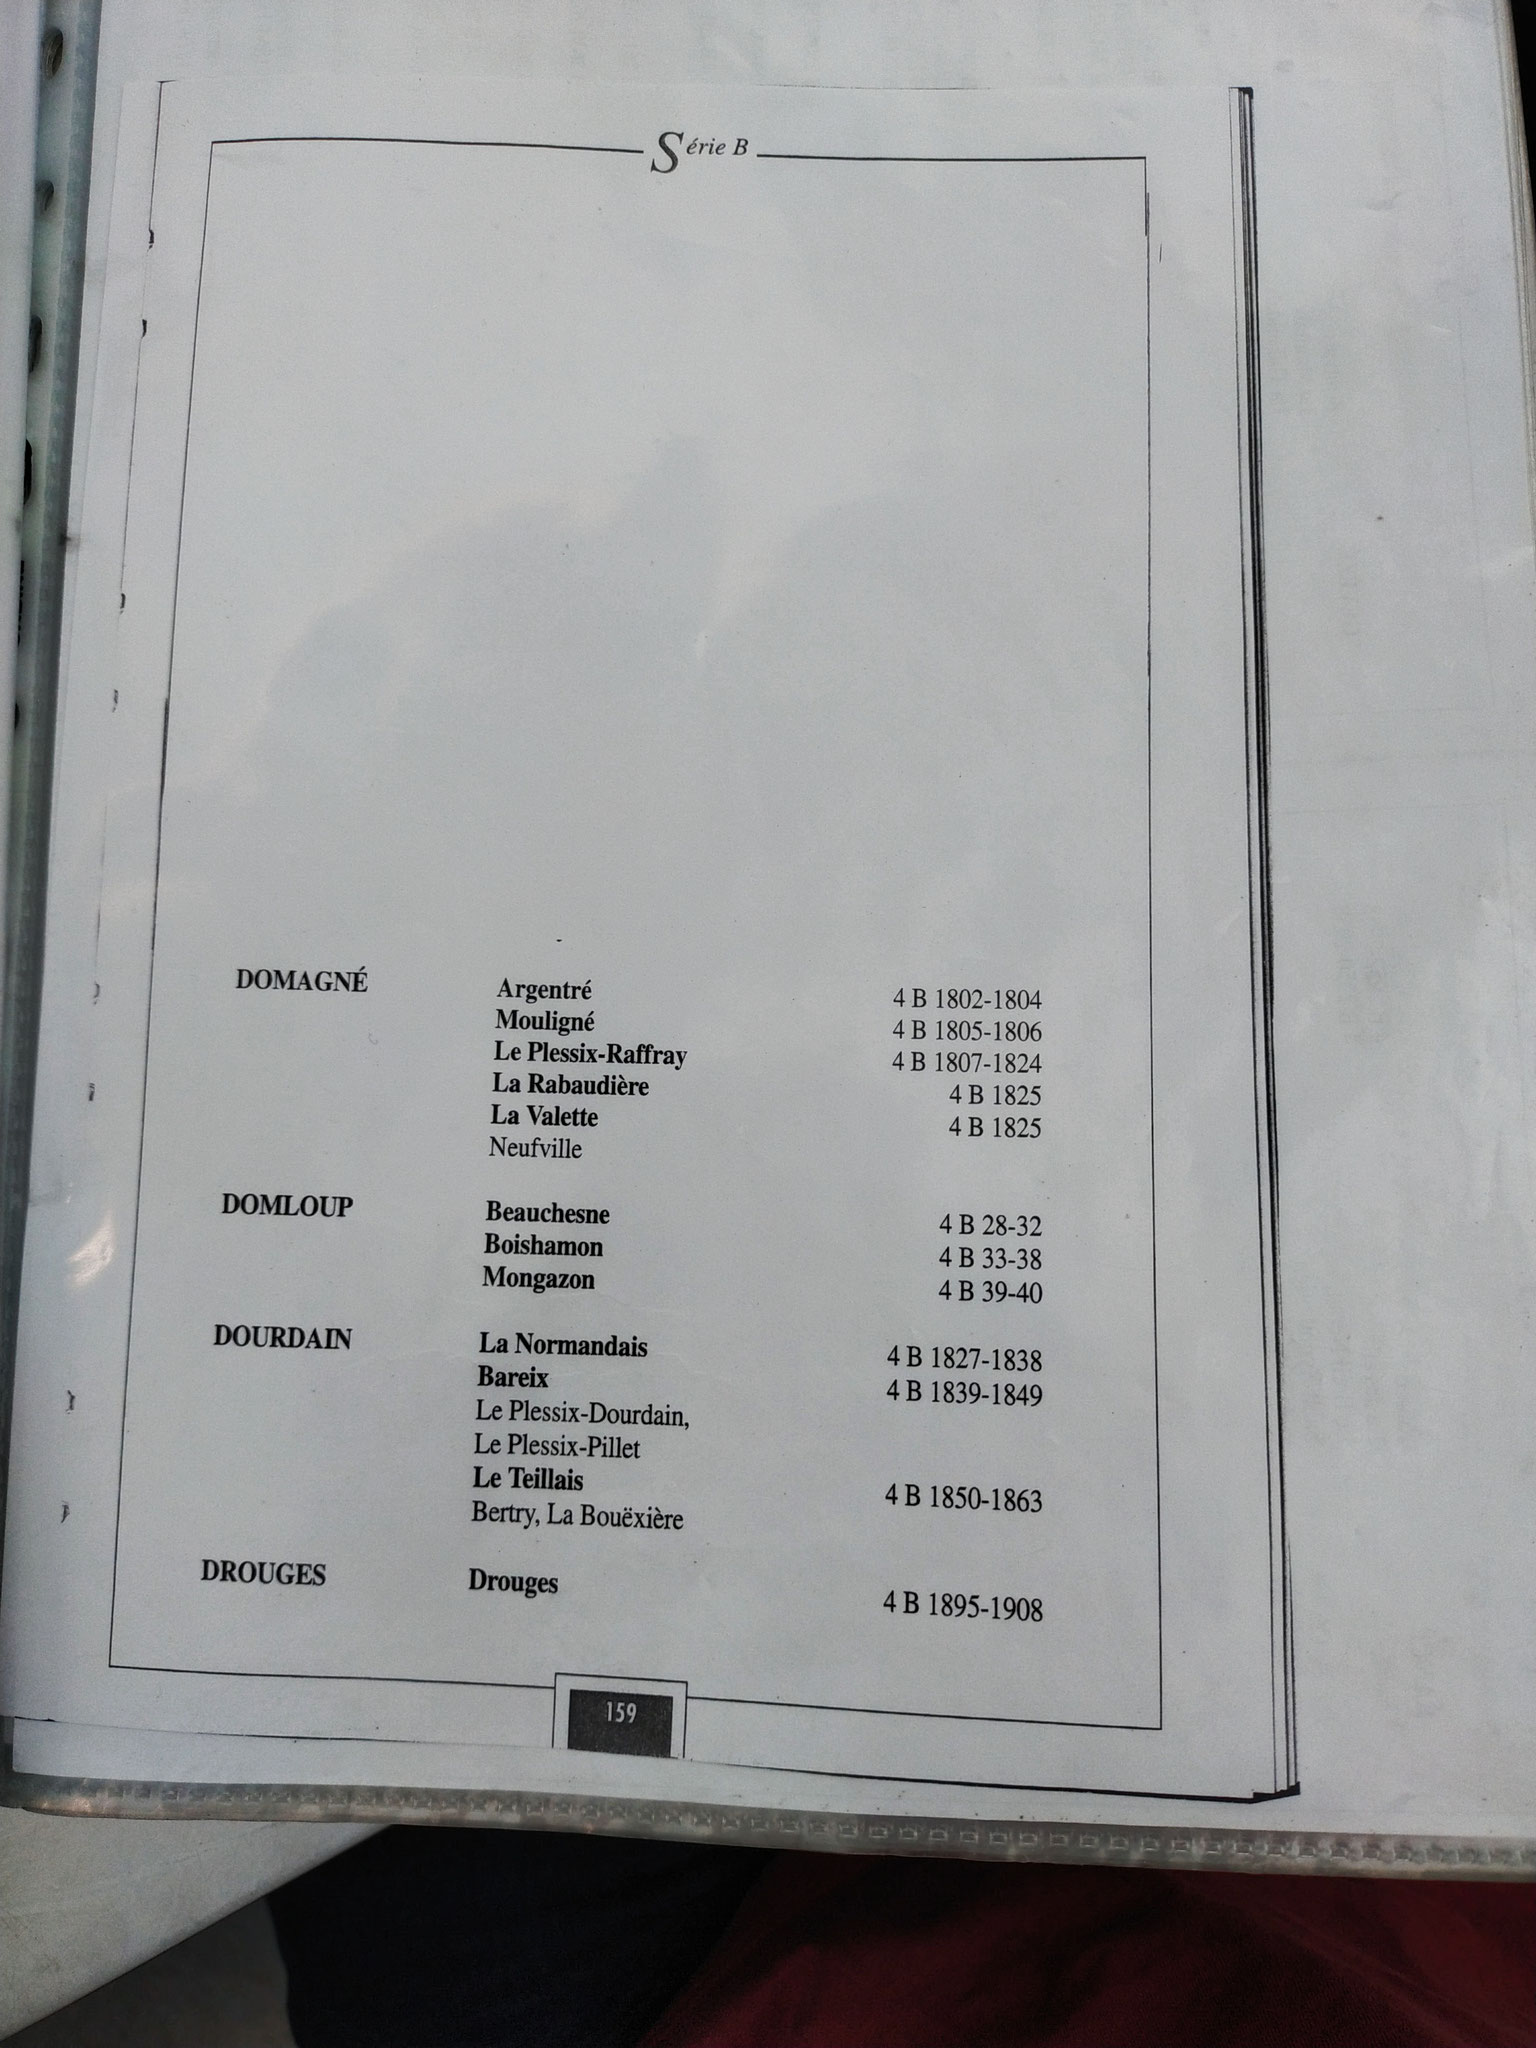 Série B
DOMAGNÉ Argentré 4 B 1802-1804
Mouligné 4 B 1805-1806
Le Plessix-Raffray 4 B 1807-1824
La Rabaudière 4 B 1825
La Valette 4 B 1825
Neufville
DOMLOUP Beauchesne 4 B 28-32
Boishamon 4 B 33-38
Mongazon 4 B 39-40
DOURDAIN La Normandais 4 B 1827-1838
Bareix 4 B 1839-1849
Le Plessix-Dourdain,
Le Plessix-Pillet
Le Teillais 4 B 1850-1863
Bertry, La Bouëxière
DROUGES Drouges 4 B 1895-1908
159